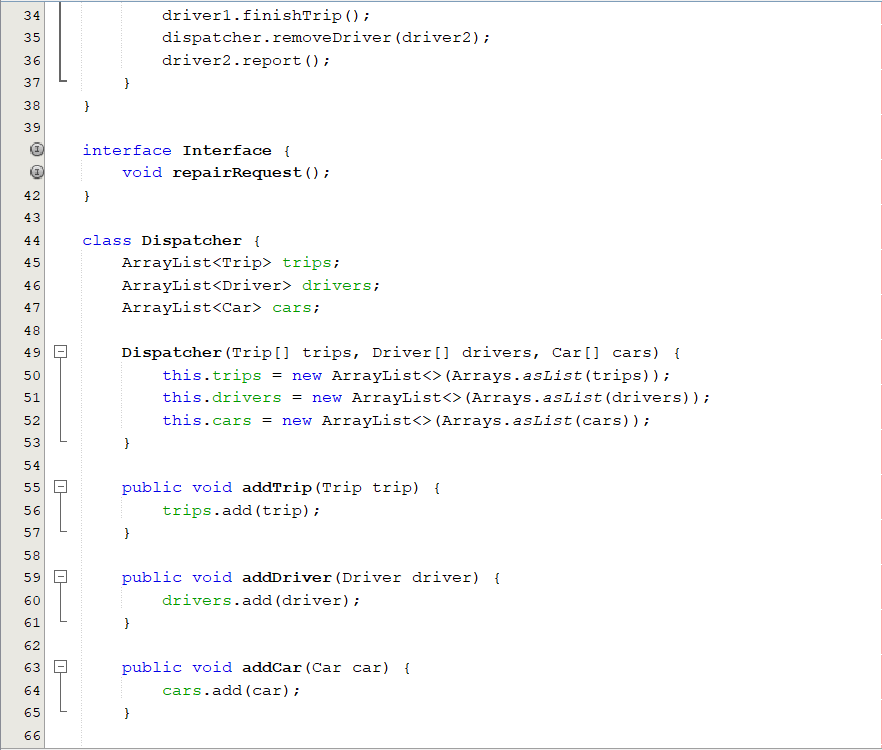 34 driver1.finishTrip();
35 dispatcher.removeDriver(driver2);
36 driver2.report();
37 }
38 }
39
interface Interface {
void repairRequest();
42 }
43
44 class Dispatcher {
45 ArrayList<Trip> trips;
46 ArrayList<Driver> drivers;
47 ArrayList<Car> cars;
48
49 Dispatcher(Trip[] trips, Driver[] drivers, Car[] cars) {
50 this.trips = new ArrayList<>(Arrays.asList(trips));
51 this.drivers = new ArrayList<>(Arrays.asList(drivers));
52 this.cars = new ArrayList<>(Arrays.asList(cars));
53 }
54
55 public void addTrip(Trip trip) {
56 trips.add(trip);
57 }
58
59 public void addDriver(Driver driver) {
60 drivers.add(driver);
61 }
62
63 public void addCar(Car car) {
64 cars.add(car);
65 }
66